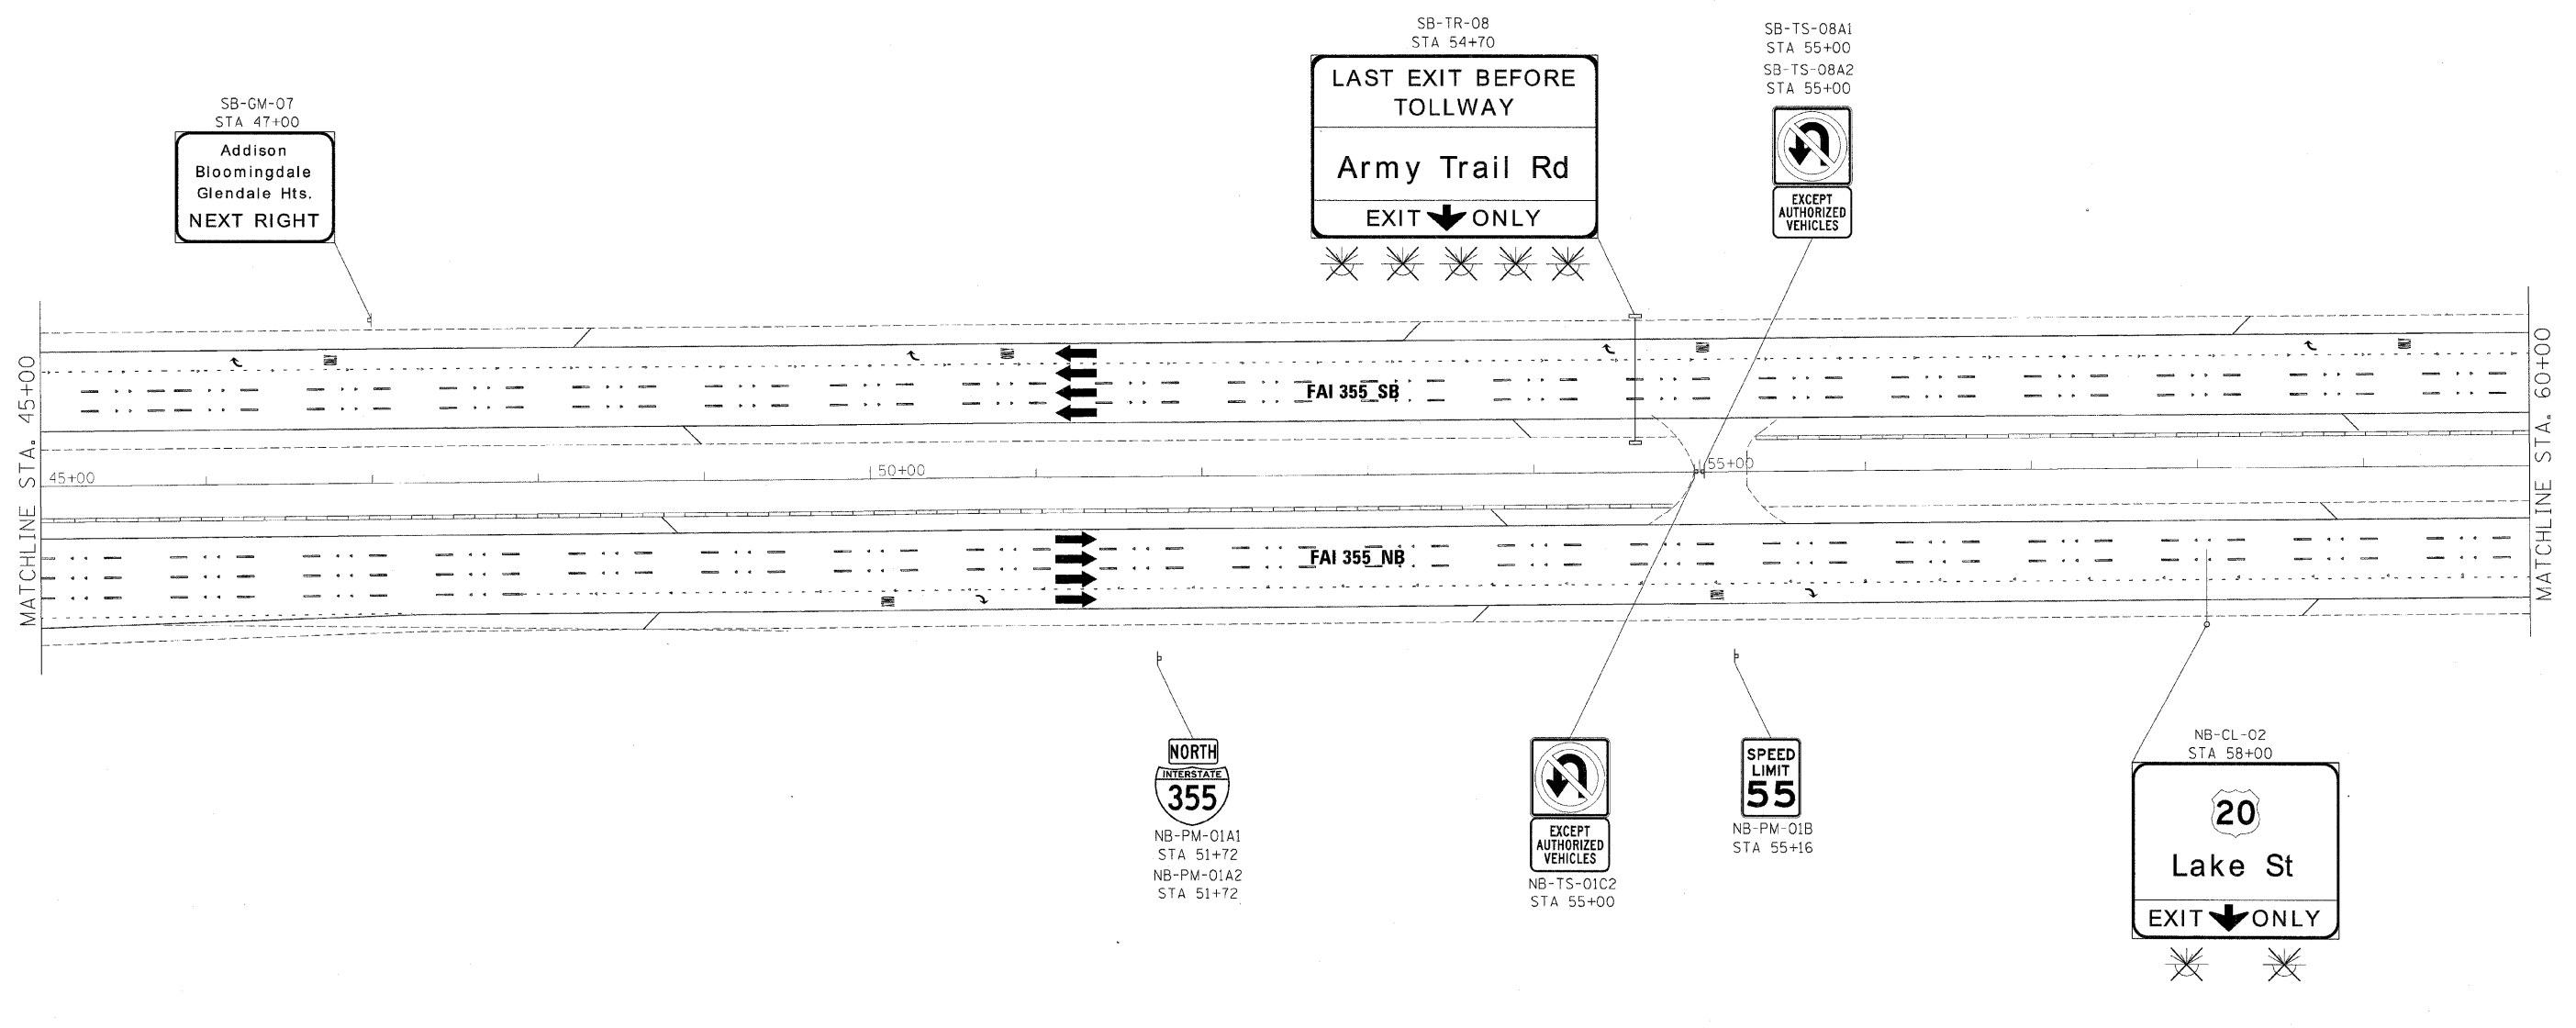 SB-TR-08
STA 54+70
LAST EXIT BEFORE
TOLLWAY
Army Trail Rd
EXIT ONLY
SB-TS-08A1
STA 55+00
SB-TS-08A2
STA 55+00
EXCEPT
AUTHORIZED
VEHICLES
SB-GM-07
STA 47+00
Addison
Bloomingdale
Glendale Hts.
NEXT RIGHT
MATCHLINE STA. 45+00
MATCHLINE STA. 60+00
FAI 355_SB
45+00
50+00
55+00
FAI 355_NB
NORTH
INTERSTATE
355
NB-PM-01A1
STA 51+72
NB-PM-01A2
STA 51+72
EXCEPT
AUTHORIZED
VEHICLES
NB-TS-01C2
STA 55+00
SPEED
LIMIT
55
NB-PM-01B
STA 55+16
NB-CL-02
STA 58+00
20
Lake St
EXIT ONLY